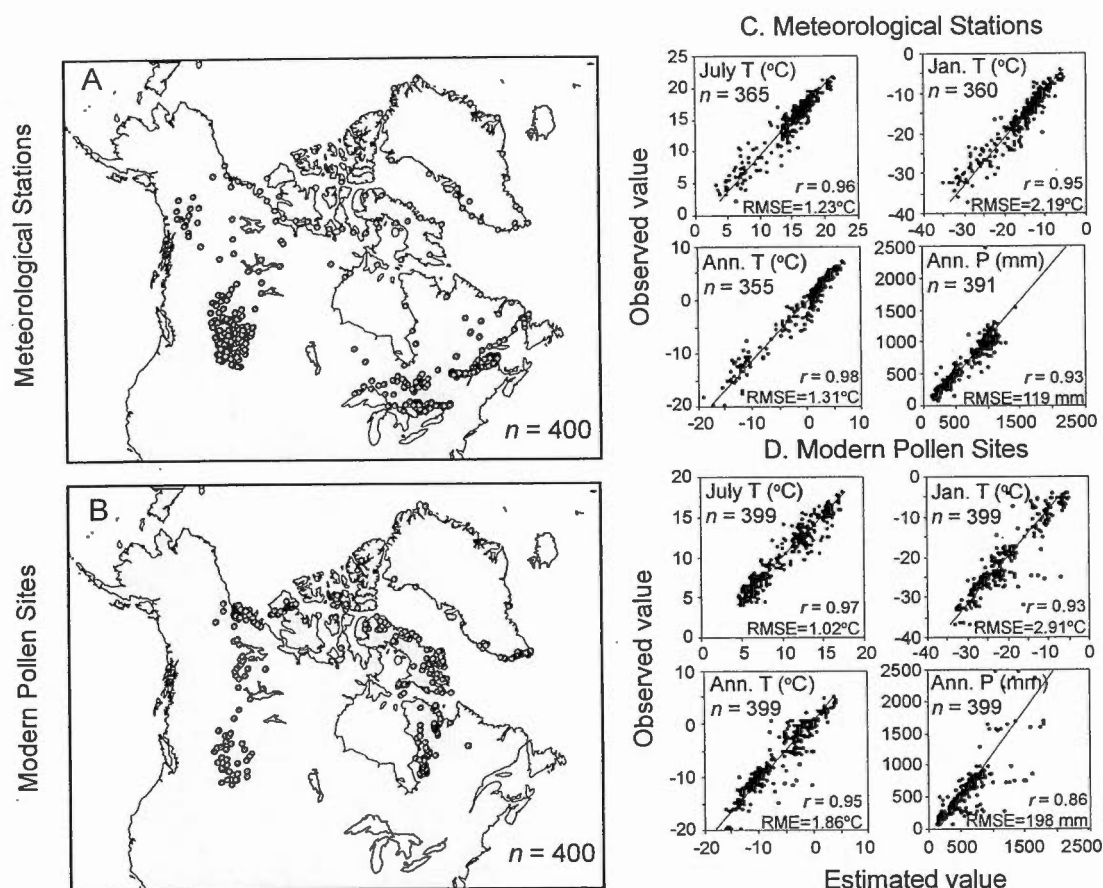 Meteorological Stations
A
n = 400
Modern Pollen Sites
B
n = 400
C. Meteorological Stations
Observed value
July T (°C)
n = 365
r = 0.96
RMSE=1.23°C
25
20
15
10
5
0
0 5 10 15 20 25
Jan. T (°C)
n = 360
r = 0.95
RMSE=2.19°C
0
-10
-20
-30
-40
-40 -30 -20 -10 0
Ann. T (°C)
n = 355
r = 0.98
RMSE=1.31°C
10
0
-10
-20
-20 -10 0 10
Ann. P (mm)
n = 391
r = 0.93
RMSE=119 mm
2500
2000
1500
1000
500
0
0 500 1500 2500
D. Modern Pollen Sites
Observed value
July T (°C)
n = 399
r = 0.97
RMSE=1.02°C
20
15
10
5
0
0 5 10 15 20
Jan. T (°C)
n = 399
r = 0.93
RMSE=2.91°C
0
-10
-20
-30
-40
-40 -30 -20 -10 0
Ann. T (°C)
n = 399
r = 0.95
RME=1.86°C
10
0
-10
-20
-20 -15 -10 -5 0 5 10
Ann. P (mm)
n = 399
r = 0.86
RMSE=198 mm
2500
2000
1500
1000
500
0
0 500 1500 2500
Estimated value